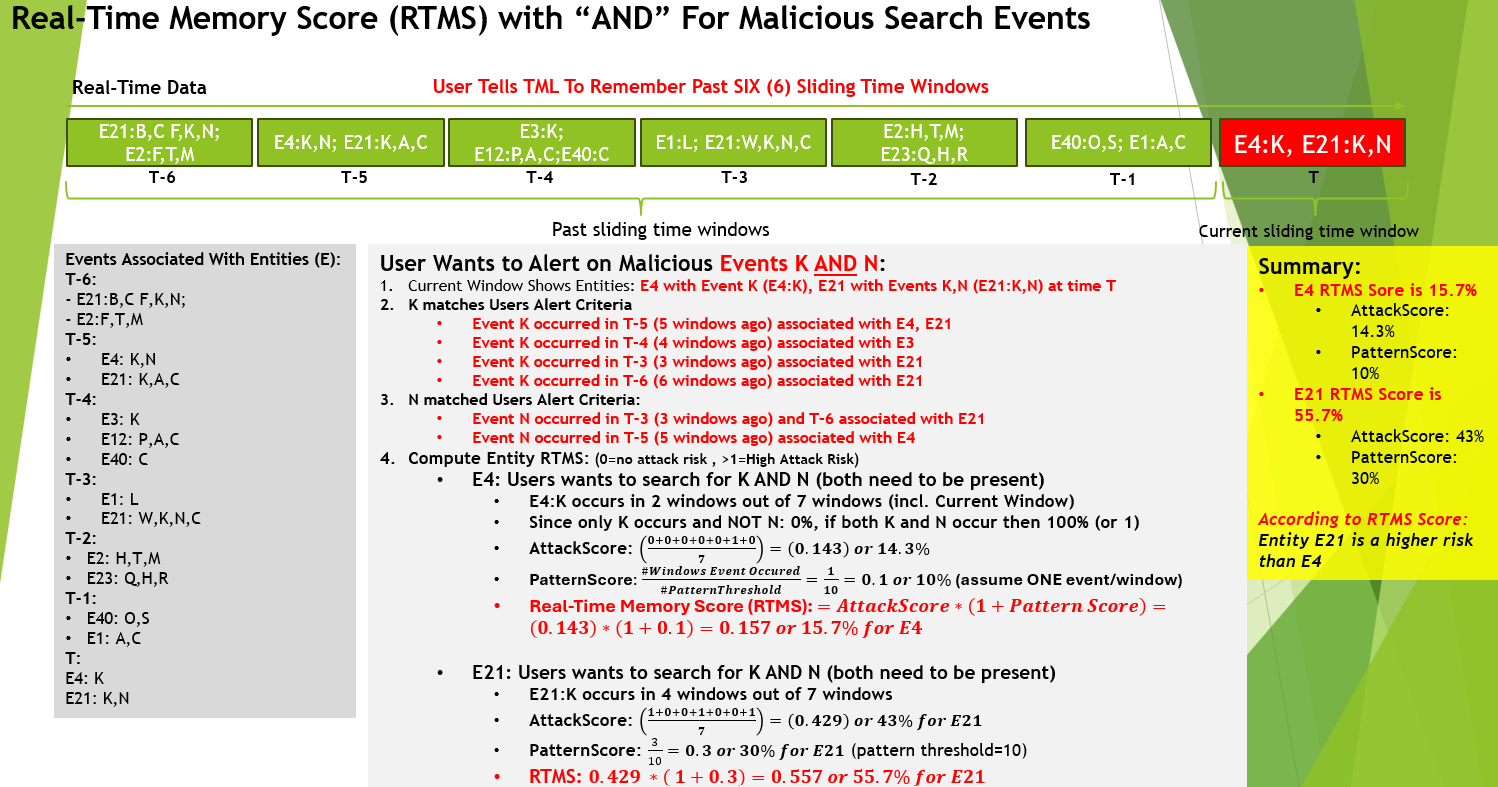 Real-Time Memory Score (RTMS) with “AND” For Malicious Search Events
Real-Time Data
User Tells TML To Remember Past SIX (6) Sliding Time Windows
E21:B,C F,K,N;
E2:F,T,M
E4:K,N; E21:K,A,C
E3:K;
E12:P,A,C;E40:C
E1:L; E21:W,K,N,C
E2:H,T,M;
E23:Q,H,R
E40:O,S; E1:A,C
E4:K, E21:K,N
T-6
T-5
T-4
T-3
T-2
T-1
T
Past sliding time windows
Current sliding time window
Events Associated With Entities (E):
T-6:
- E21:B,C F,K,N;
- E2:F,T,M
T-5:
• E4: K,N
• E21: K,A,C
T-4:
• E3: K
• E12: P,A,C
• E40: C
T-3:
• E1: L
• E21: W,K,N,C
T-2:
• E2: H,T,M
• E23: Q,H,R
T-1:
• E40: O,S
• E1: A,C
T:
E4: K
E21: K,N
User Wants to Alert on Malicious Events K AND N:
1. Current Window Shows Entities: E4 with Event K (E4:K), E21 with Events K,N (E21:K,N) at time T
2. K matches Users Alert Criteria
• Event K occurred in T-5 (5 windows ago) associated with E4, E21
• Event K occurred in T-4 (4 windows ago) associated with E3
• Event K occurred in T-3 (3 windows ago) associated with E21
• Event K occurred in T-6 (6 windows ago) associated with E21
3. N matched Users Alert Criteria:
• Event N occurred in T-3 (3 windows ago) and T-6 associated with E21
• Event N occurred in T-5 (5 windows ago) associated with E4
4. Compute Entity RTMS: (0=no attack risk , >1=High Attack Risk)
• E4: Users wants to search for K AND N (both need to be present)
• E4:K occurs in 2 windows out of 7 windows (incl. Current Window)
• Since only K occurs and NOT N: 0%, if both K and N occur then 100% (or 1)
• AttackScore: ((0+0+0+0+0+1+0)/7) = (0.143) or 14.3%
• PatternScore: #Windows Event Occured/#PatternThreshold = 1/10 = 0.1 or 10% (assume ONE event/window)
• Real-Time Memory Score (RTMS): = AttackScore * (1 + Pattern Score) =
(0.143) * (1 + 0.1) = 0.157 or 15.7% for E4
• E21: Users wants to search for K AND N (both need to be present)
• E21:K occurs in 4 windows out of 7 windows
• AttackScore: ((1+0+0+1+0+0+1)/7) = (0.429) or 43% for E21
• PatternScore: 3/10 = 0.3 or 30% for E21 (pattern threshold=10)
• RTMS: 0.429 * ( 1 + 0.3) = 0.557 or 55.7% for E21
Summary:
• E4 RTMS Sore is 15.7%
• AttackScore:
14.3%
• PatternScore:
10%
• E21 RTMS Score is
55.7%
• AttackScore: 43%
• PatternScore:
30%
According to RTMS Score:
Entity E21 is a higher risk
than E4